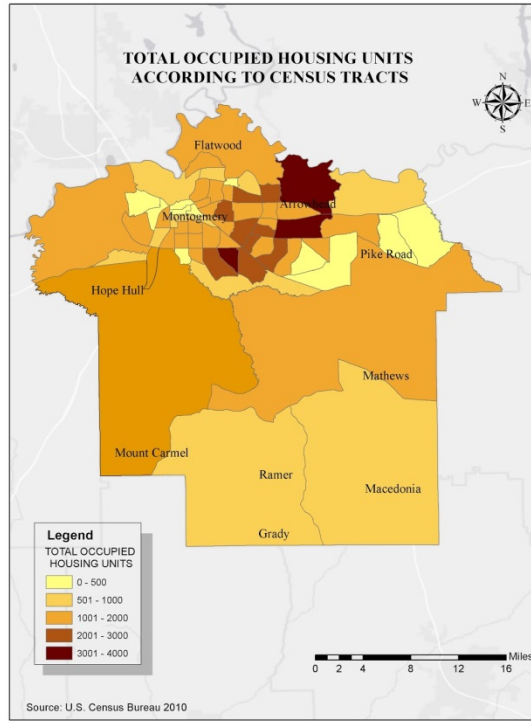 TOTAL OCCUPIED HOUSING UNITS
ACCORDING TO CENSUS TRACTS
N
W E
S
Flatwood
Arrowhead
Montogmery
Pike Road
Hope Hull
Mathews
Mount Carmel
Ramer
Macedonia
Grady
Legend
TOTAL OCCUPIED
HOUSING UNITS
0 - 500
501 - 1000
1001 - 2000
2001 - 3000
3001 - 4000
Miles
0 2 4 8 12 16
Source: U.S. Census Bureau 2010